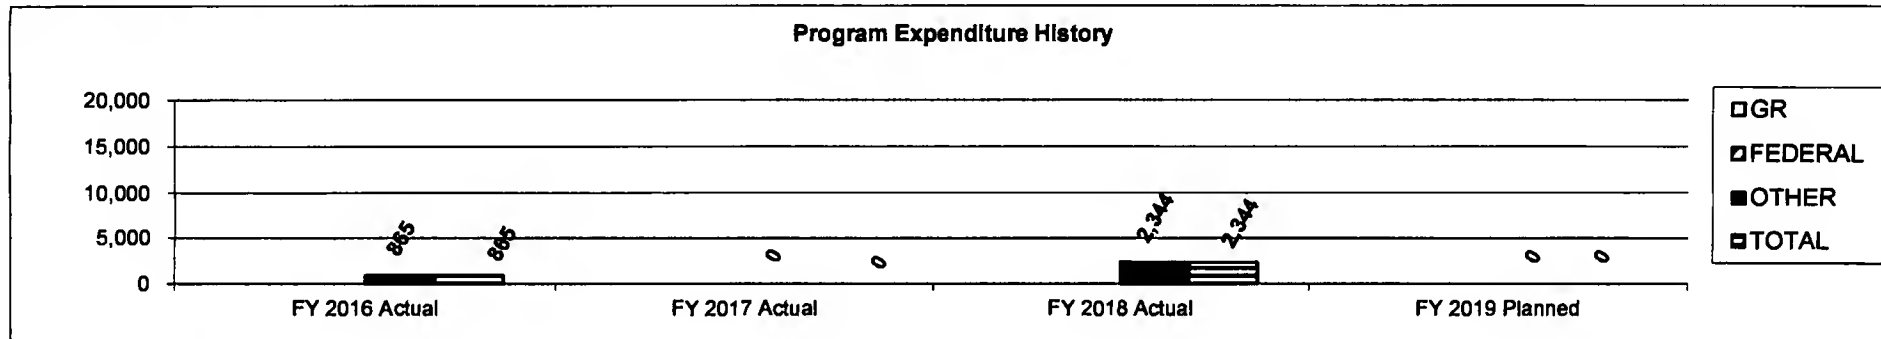 Program Expenditure History
20,000
15,000
10,000
5,000
0
865
865
0
0
2,344
2,344
0
0
FY 2016 Actual
FY 2017 Actual
FY 2018 Actual
FY 2019 Planned
GR
FEDERAL
OTHER
TOTAL